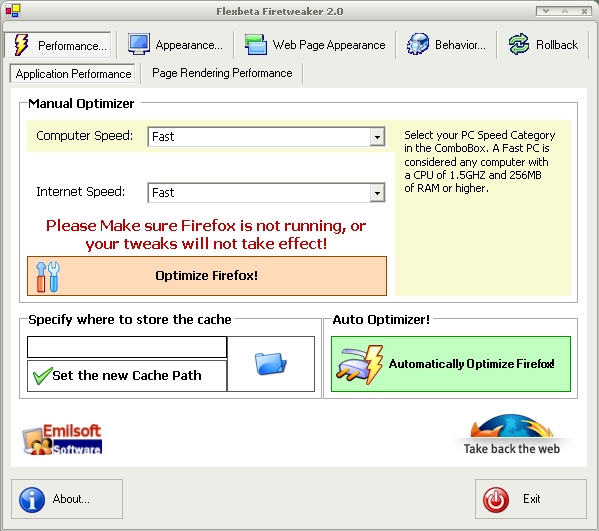 Flexbeta Firetweaker 2.0
Performance... Appearance... Web Page Appearance Behavior... Rollback
Application Performance Page Rendering Performance
Manual Optimizer
Computer Speed: Fast
Select your PC Speed Category
in the ComboBox. A Fast PC is
considered any computer with
a CPU of 1.5GHZ and 256MB
of RAM or higher.
Internet Speed: Fast
Please Make sure Firefox is not running, or
your tweaks will not take effect!
Optimize Firefox!
Specify where to store the cache
Set the new Cache Path
Auto Optimizer!
Automatically Optimize Firefox!
Emilsoft
Software
Take back the web
About...
Exit